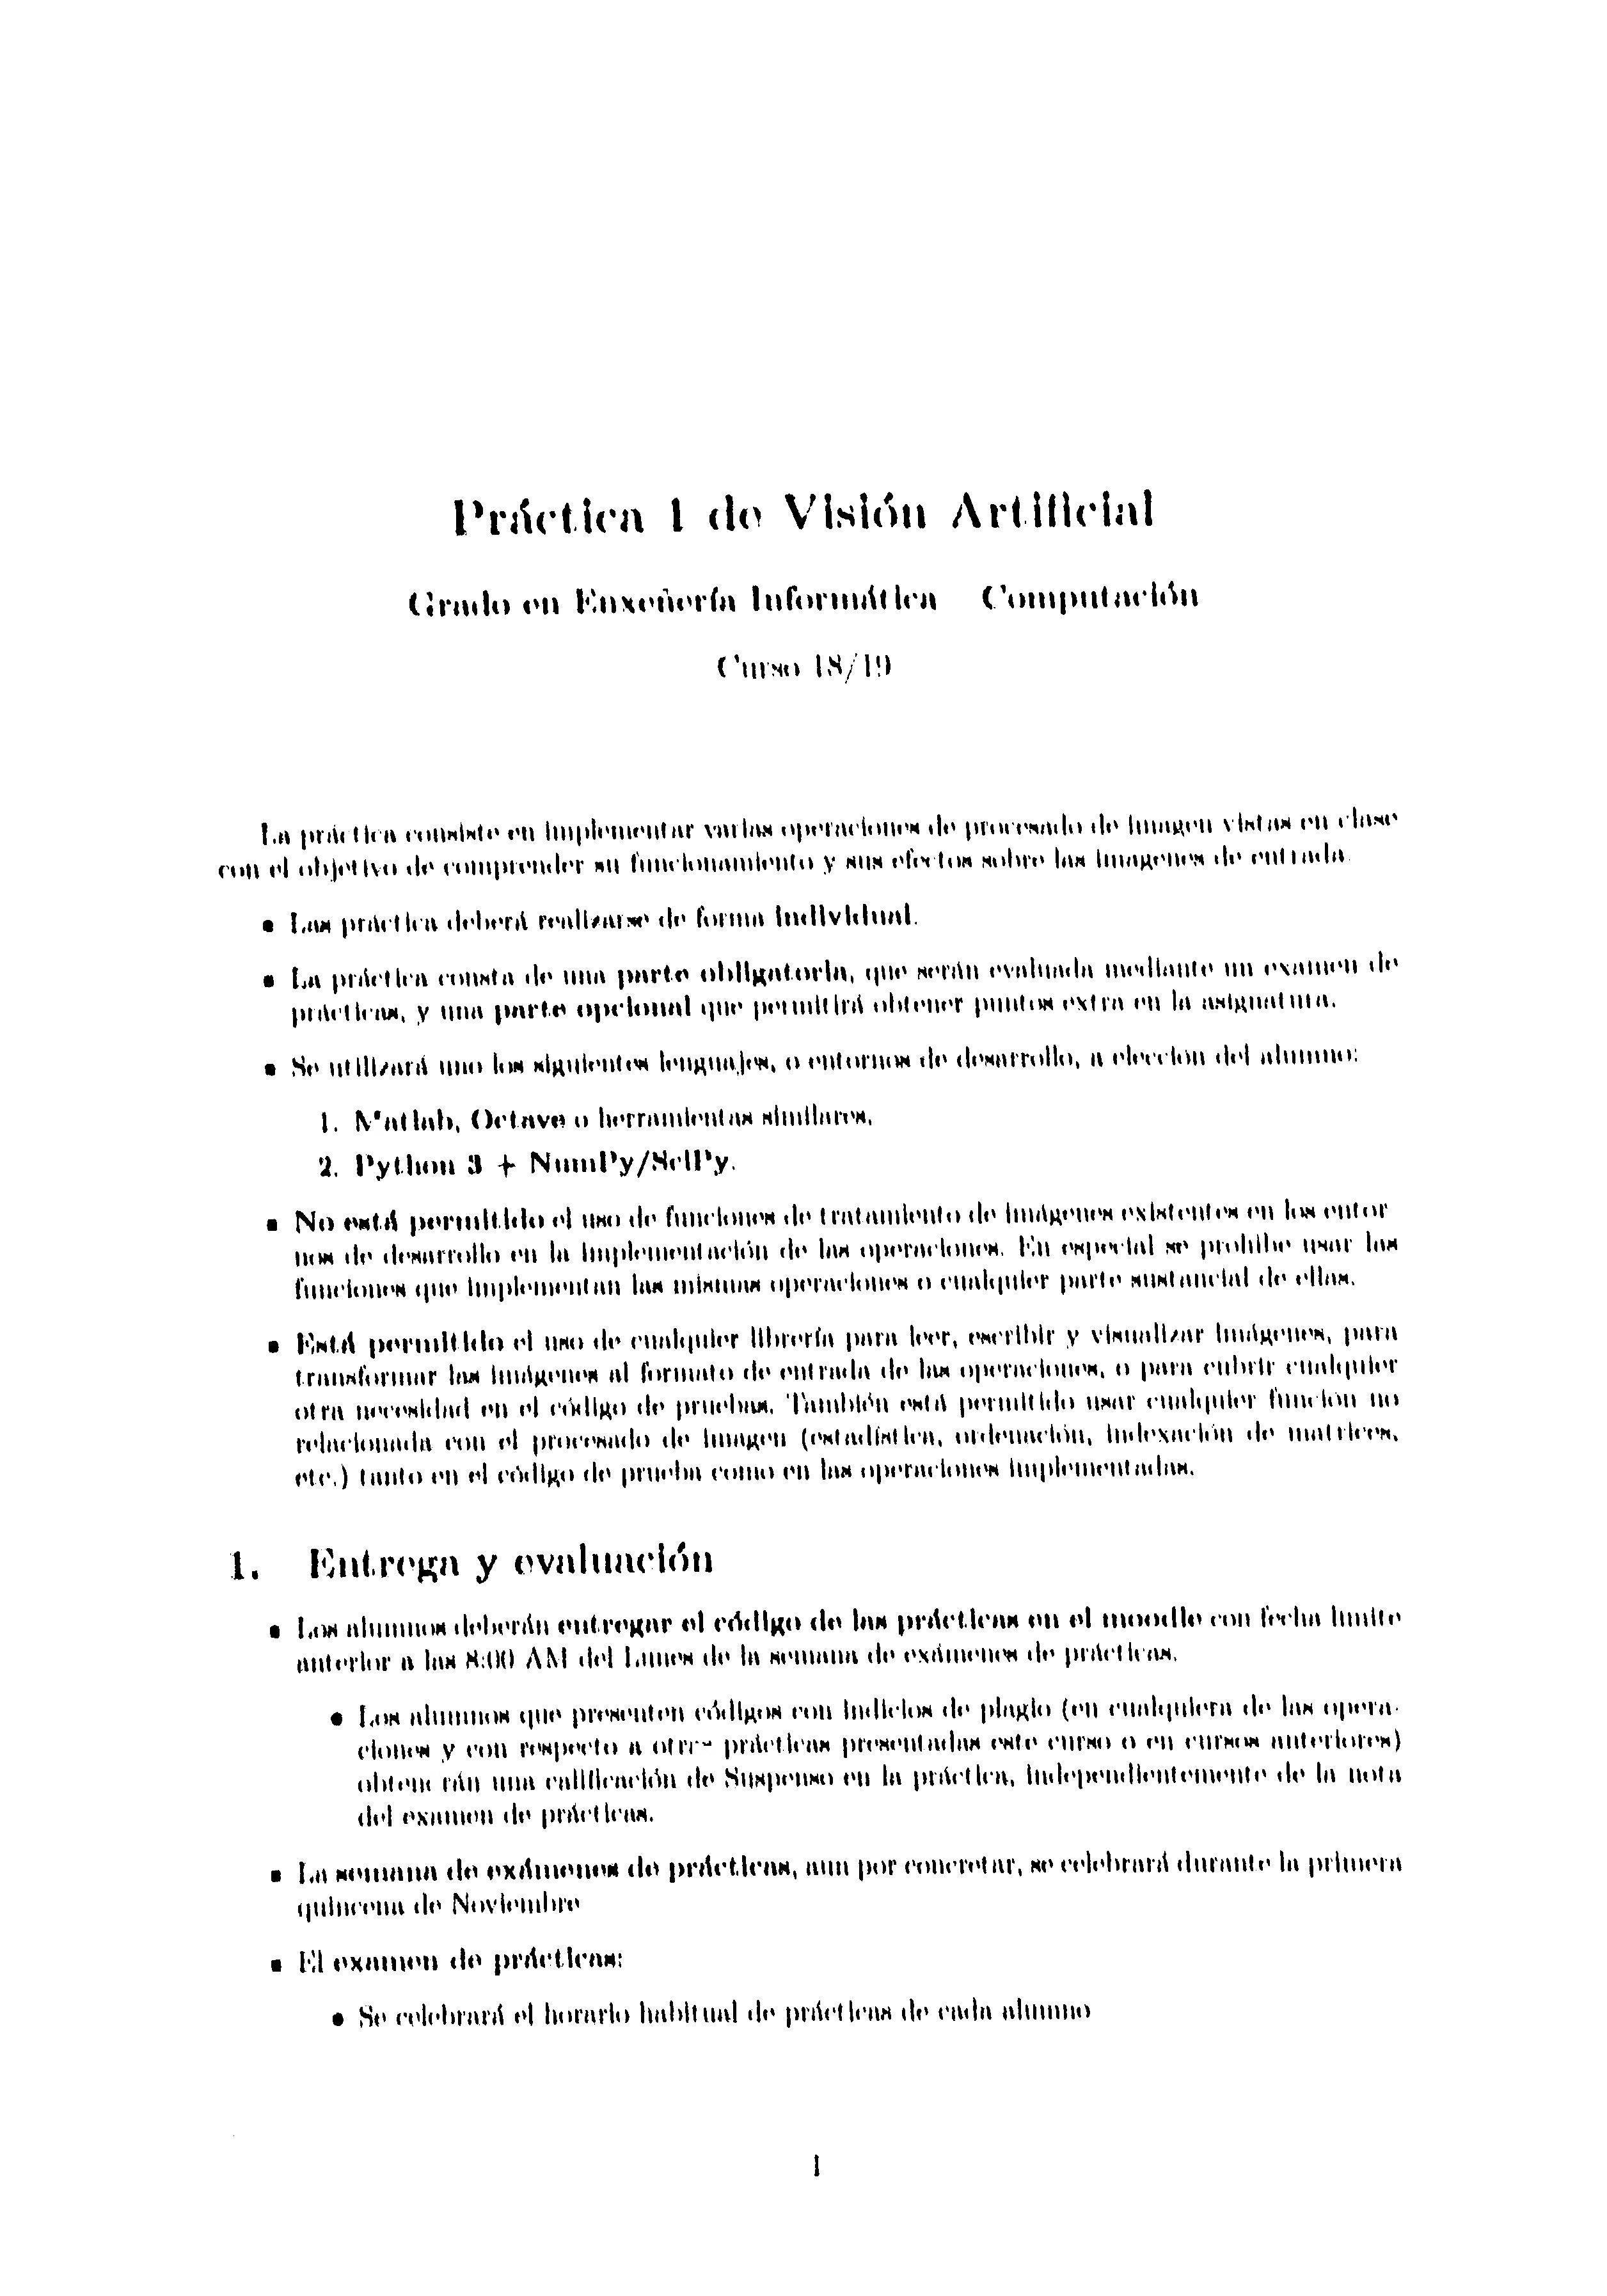 Práctica 1 de Visión Artificial
Grado en Enxeñería Informática Computación
Curso 18/19
La práctica consiste en implementar varias operaciones de procesado de imagen vistas en clase
con el objetivo de comprender su funcionamiento y sus efectos sobre las imagenes de entrada.
• Las práctica deberá realizarse de forma individual.
• La práctica consta de una parte obligatoria, que serán evaluada mediante un examen de
prácticas, y una parte opcional que permitirá obtener puntos extra en la asignatura.
• Se utilizará uno los siguientes lenguajes, o entornos de desarrollo, a elección del alumno:
1. Matlab, Octave o herramientas similares.
2. Python 3 + NumPy/SciPy.
• No está permitido el uso de funciones de tratamiento de imágenes existentes en los entor
nos de desarrollo en la implementación de las operaciones. En especial se prohibe usar las
funciones que implementan las mismas operaciones o cualquier parte sustancial de ellas.
• Está permitido el uso de cualquier librería para leer, escribir y visualizar imágenes, para
transformar las imágenes al formato de entrada de las operaciones, o para cubrir cualquier
otra necesidad en el código de pruebas. También está permitido usar cualquier función no
relacionada con el procesado de imagen (estadística, ordenación, indexación de matrices,
etc.) tanto en el código de prueba como en las operaciones implementadas.
1. Entrega y evaluación
• Los alumnos deberán entregar el código de las prácticas en el moodle con fecha límite
anterior a las 8:00 AM del Lunes de la semana de exámenes de prácticas.
• Los alumnos que presenten códigos con indicios de plagio (en cualquiera de las opera-
ciones y con respecto a otras prácticas presentadas este curso o en cursos anteriores)
obtendrán una calificación de Suspenso en la práctica, independientemente de la nota
del examen de prácticas.
• La semana de exámenes de prácticas, aun por concretar, se celebrará durante la primera
quincena de Noviembre
• El examen de prácticas:
• Se celebrará el horario habitual de prácticas de cada alumno
1